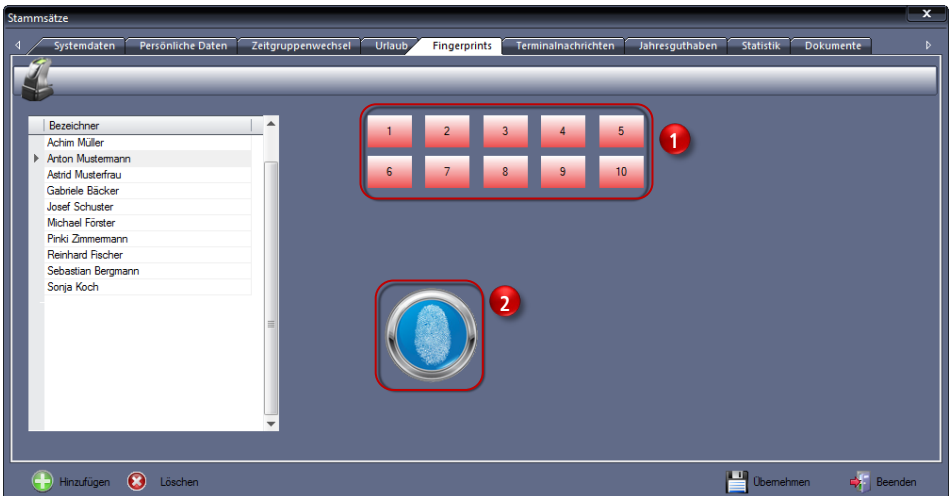 Stammsätze
x
Systemdaten Persönliche Daten Zeitgruppenwechsel Urlaub Fingerprints Terminalnachrichten Jahresguthaben Statistik Dokumente
Bezeichner
Achim Müller
Anton Mustermann
Astrid Musterfrau
Gabriele Bäcker
Josef Schuster
Michael Förster
Pinki Zimmermann
Reinhard Fischer
Sebastian Bergmann
Sonja Koch
1 2 3 4 5
6 7 8 9 10
1
2
Hinzufügen Löschen Übernehmen Beenden